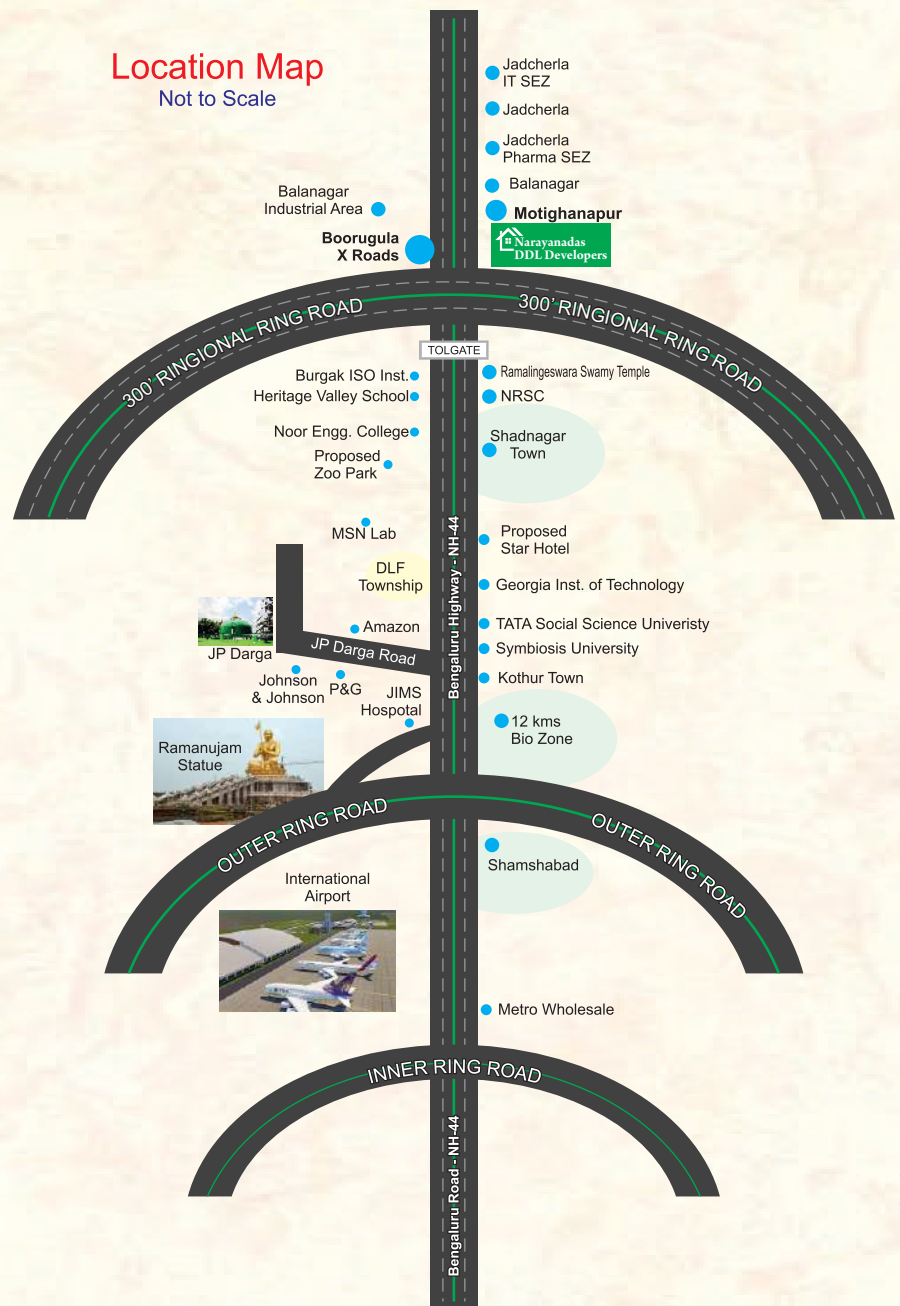 Location Map
Not to Scale
Jadcherla
IT SEZ
Jadcherla
Jadcherla
Pharma SEZ
Balanagar
Balanagar
Industrial Area
Motighanapur
Narayanadas
DDL Developers
Boorugula
X Roads
300' RINGIONAL RING ROAD
300' RINGIONAL RING ROAD
TOLGATE
Burgak ISO Inst.
Ramalingeswara Swamy Temple
Heritage Valley School
NRSC
Noor Engg. College
Shadnagar
Town
Proposed
Zoo Park
MSN Lab
Proposed
Star Hotel
Bengaluru Highway - NH-44
DLF
Township
Georgia Inst. of Technology
Amazon
TATA Social Science Univeristy
JP Darga
JP Darga Road
Symbiosis University
Johnson
& Johnson
P&G
Kothur Town
JIMS
Hospotal
12 kms
Bio Zone
Ramanujam
Statue
OUTER RING ROAD
OUTER RING ROAD
Shamshabad
International
Airport
Metro Wholesale
INNER RING ROAD
Bengaluru Road - NH-44